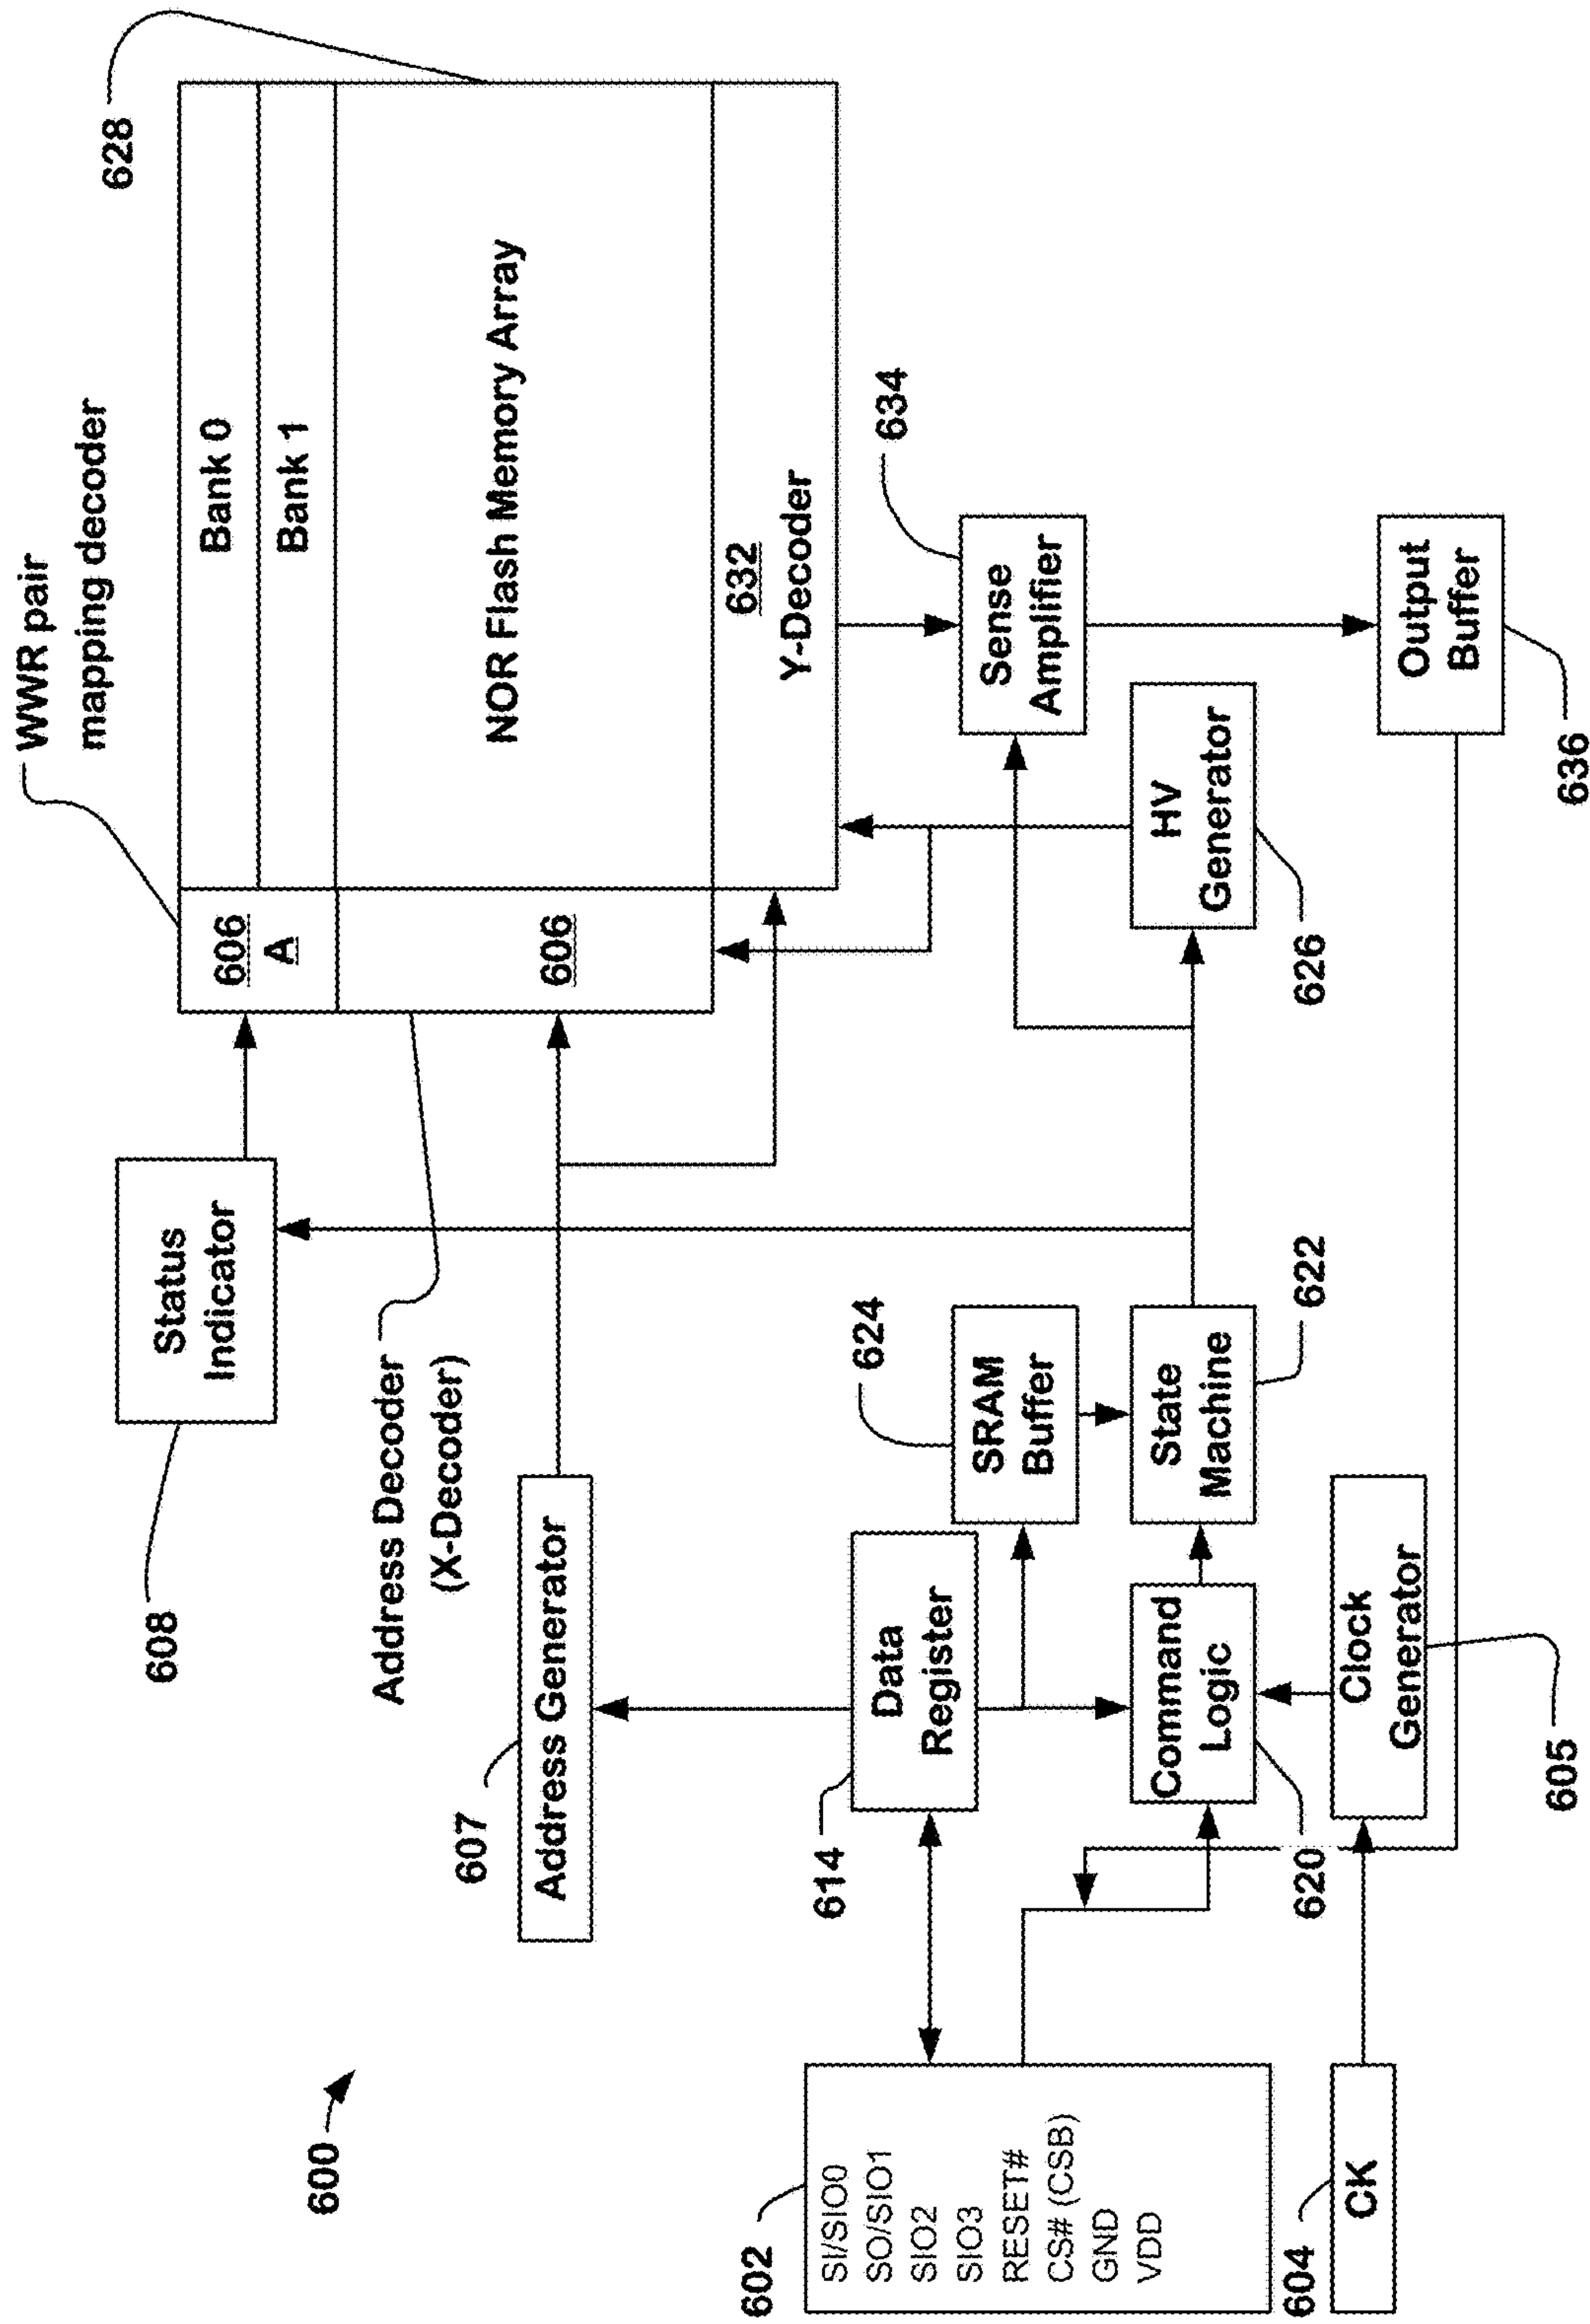 600
602
SI/SIO0
SO/SIO1
SIO2
SIO3
RESET#
CS# (CSB)
GND
VDD
604
CK
607
Address Generator
614
Data
Register
Command
Logic
620
Clock
Generator
605
624
SRAM
Buffer
State
Machine
622
608
Status
Indicator
Address Decoder
(X-Decoder)
WWR pair
mapping decoder
606
A
606
Bank 0
Bank 1
NOR Flash Memory Array
628
632
Y-Decoder
634
Sense
Amplifier
HV
Generator
626
Output
Buffer
636